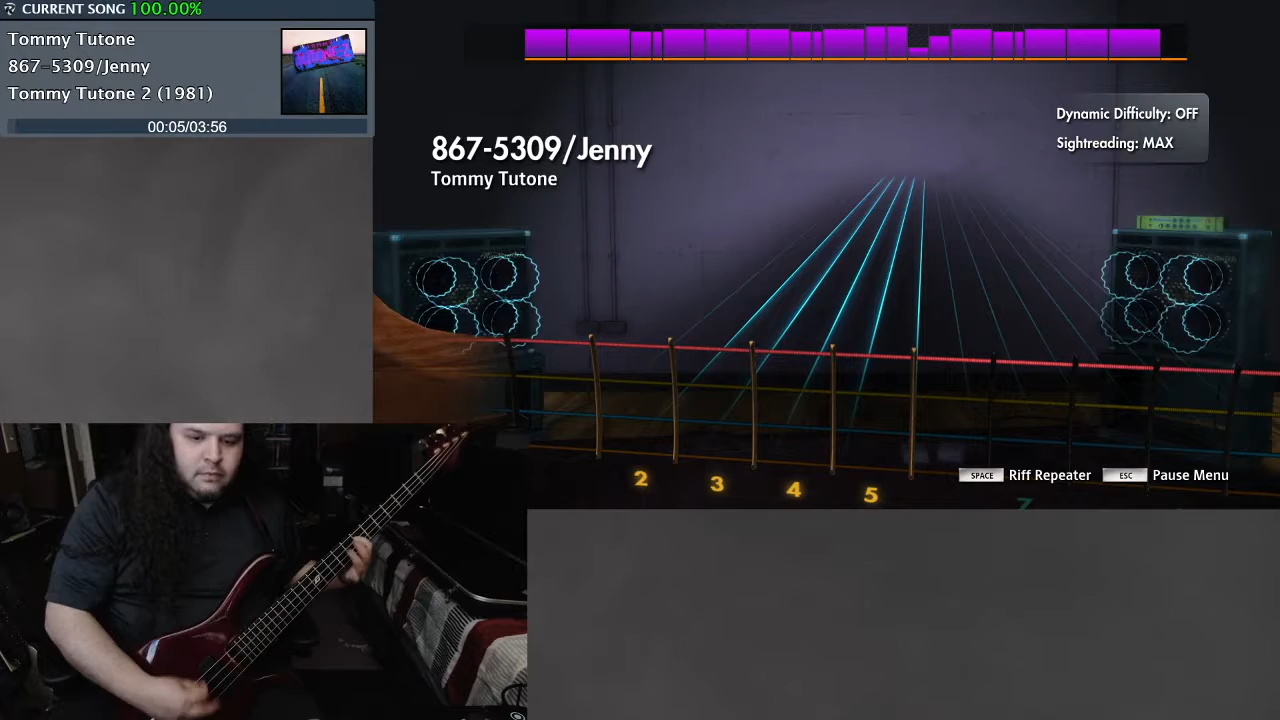 CURRENT SONG 100.00%
Tommy Tutone
867-5309/Jenny
Tommy Tutone 2 (1981)
00:05/03:56
867-5309/Jenny
Tommy Tutone
Dynamic Difficulty: OFF
Sightreading: MAX
SPACE Riff Repeater ESC Pause Menu
2 3 4 5 7